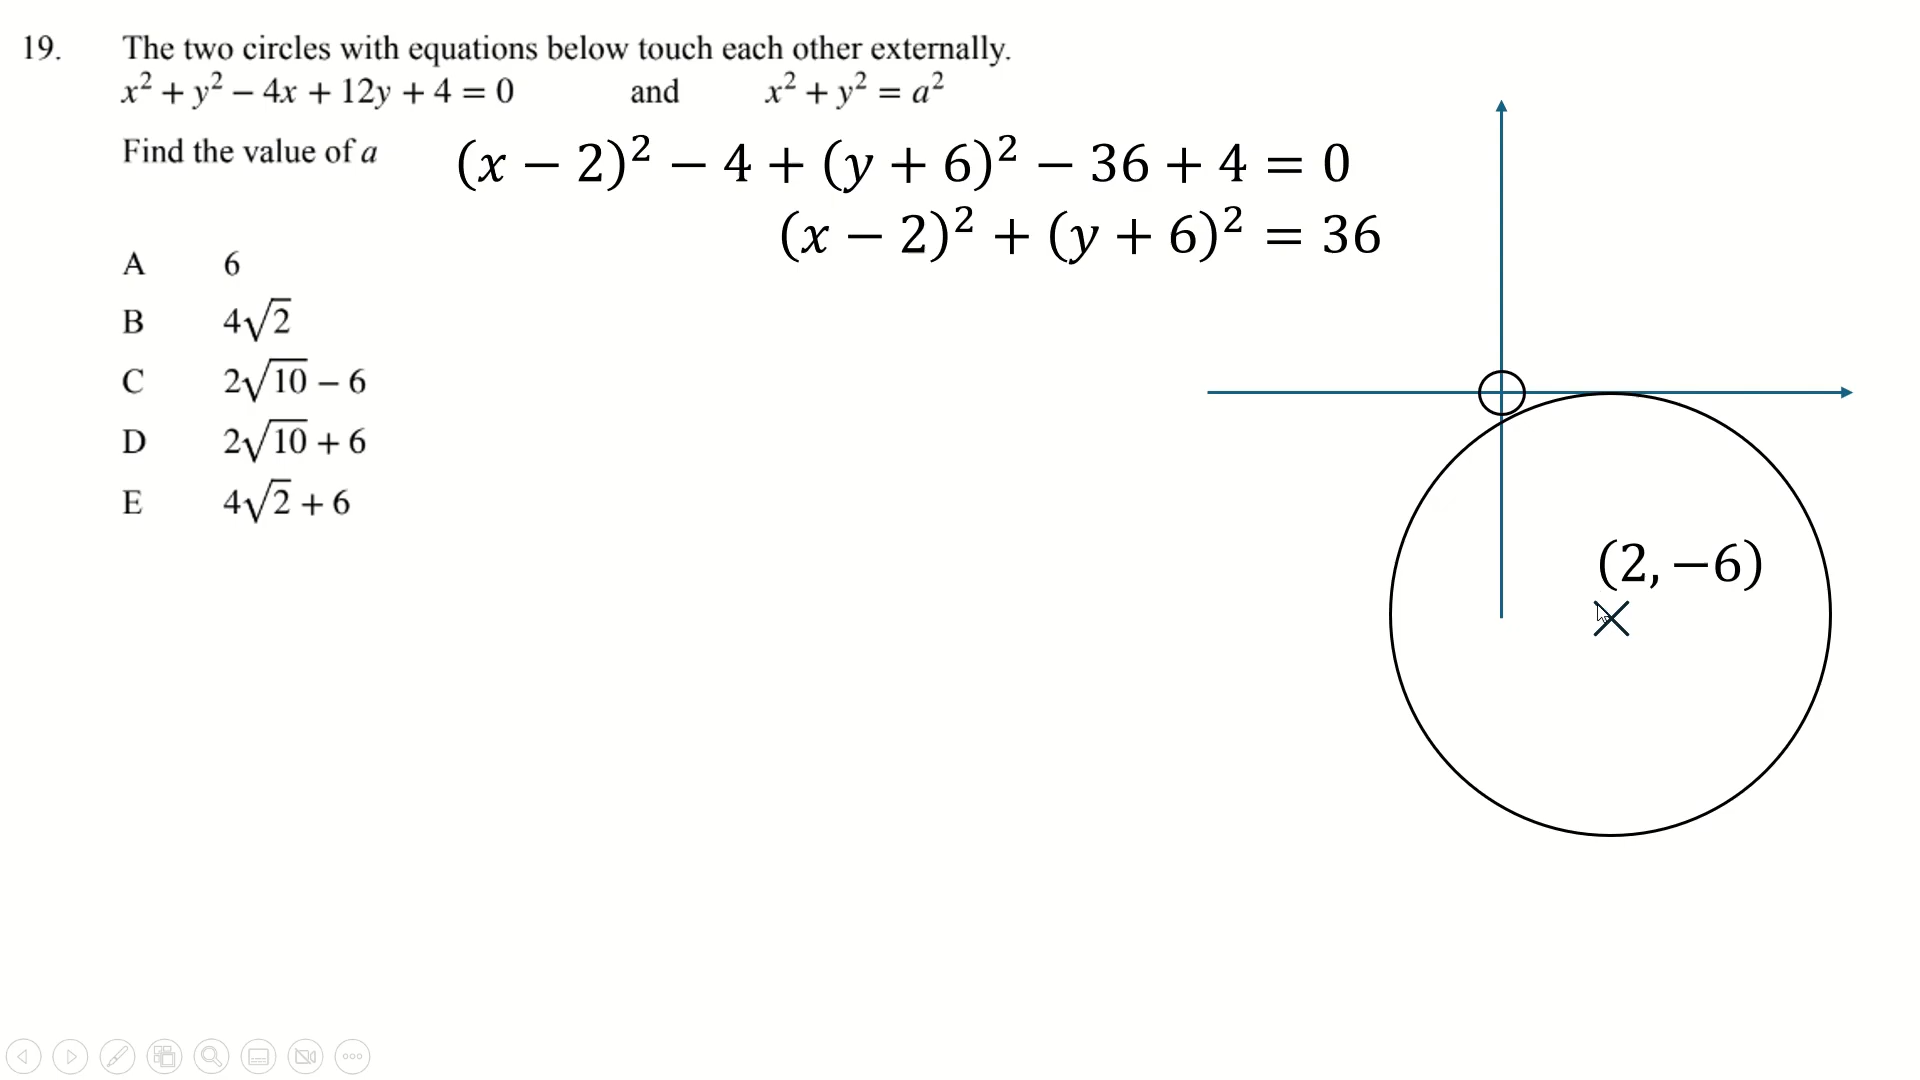 19. The two circles with equations below touch each other externally.
x² + y² − 4x + 12y + 4 = 0 and x² + y² = a²
Find the value of a
(x − 2)² − 4 + (y + 6)² − 36 + 4 = 0
(x − 2)² + (y + 6)² = 36
A 6
B 4√2
C 2√10 − 6
D 2√10 + 6
E 4√2 + 6
(2, −6)